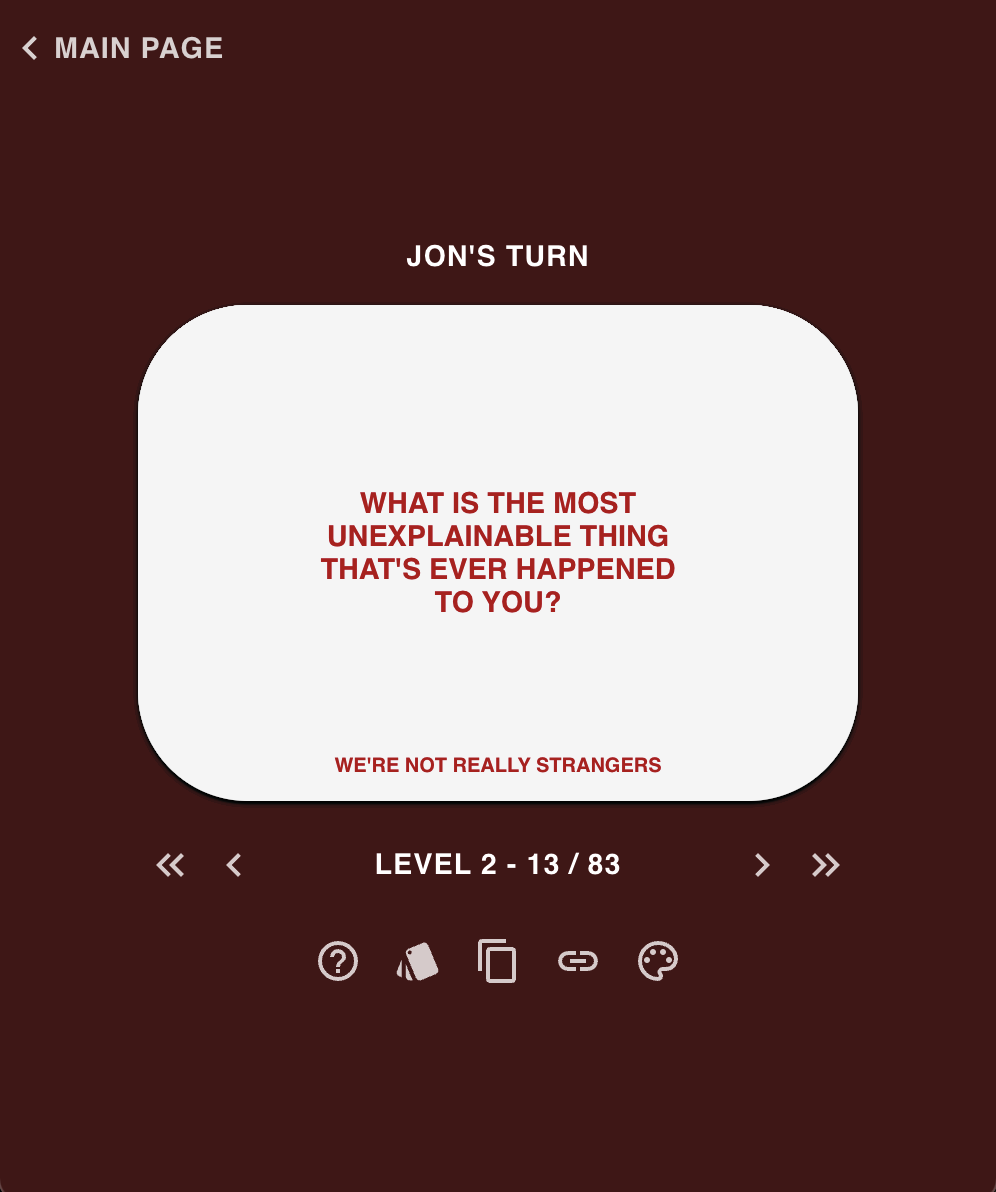 MAIN PAGE
JON'S TURN
WHAT IS THE MOST
UNEXPLAINABLE THING
THAT'S EVER HAPPENED
TO YOU?
WE'RE NOT REALLY STRANGERS
LEVEL 2 - 13 / 83